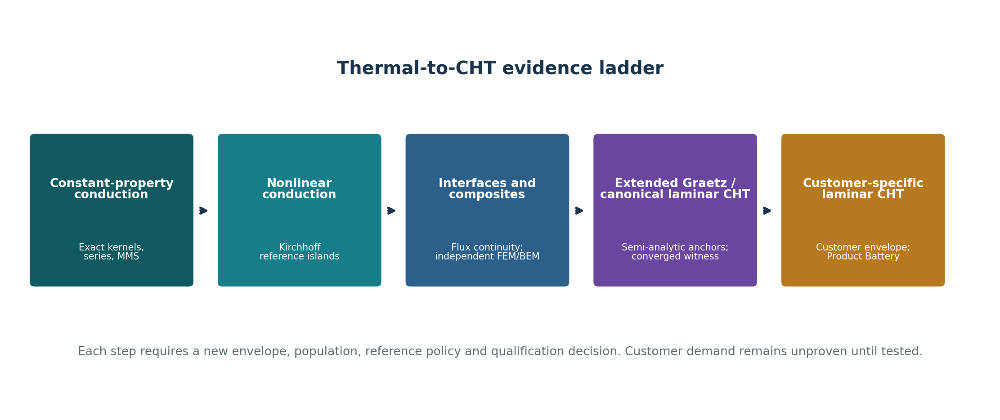 Thermal-to-CHT evidence ladder
Constant-property
conduction
Exact kernels,
series, MMS
Nonlinear
conduction
Kirchhoff
reference islands
Interfaces and
composites
Flux continuity;
independent FEM/BEM
Extended Graetz /
canonical laminar CHT
Semi-analytic anchors;
converged witness
Customer-specific
laminar CHT
Customer envelope;
Product Battery
Each step requires a new envelope, population, reference policy and qualification decision. Customer demand remains unproven until tested.